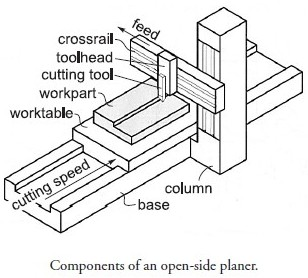 feed
crossrail
toolhead
cutting tool
workpart
worktable
cutting speed
column
base
Components of an open-side planer.